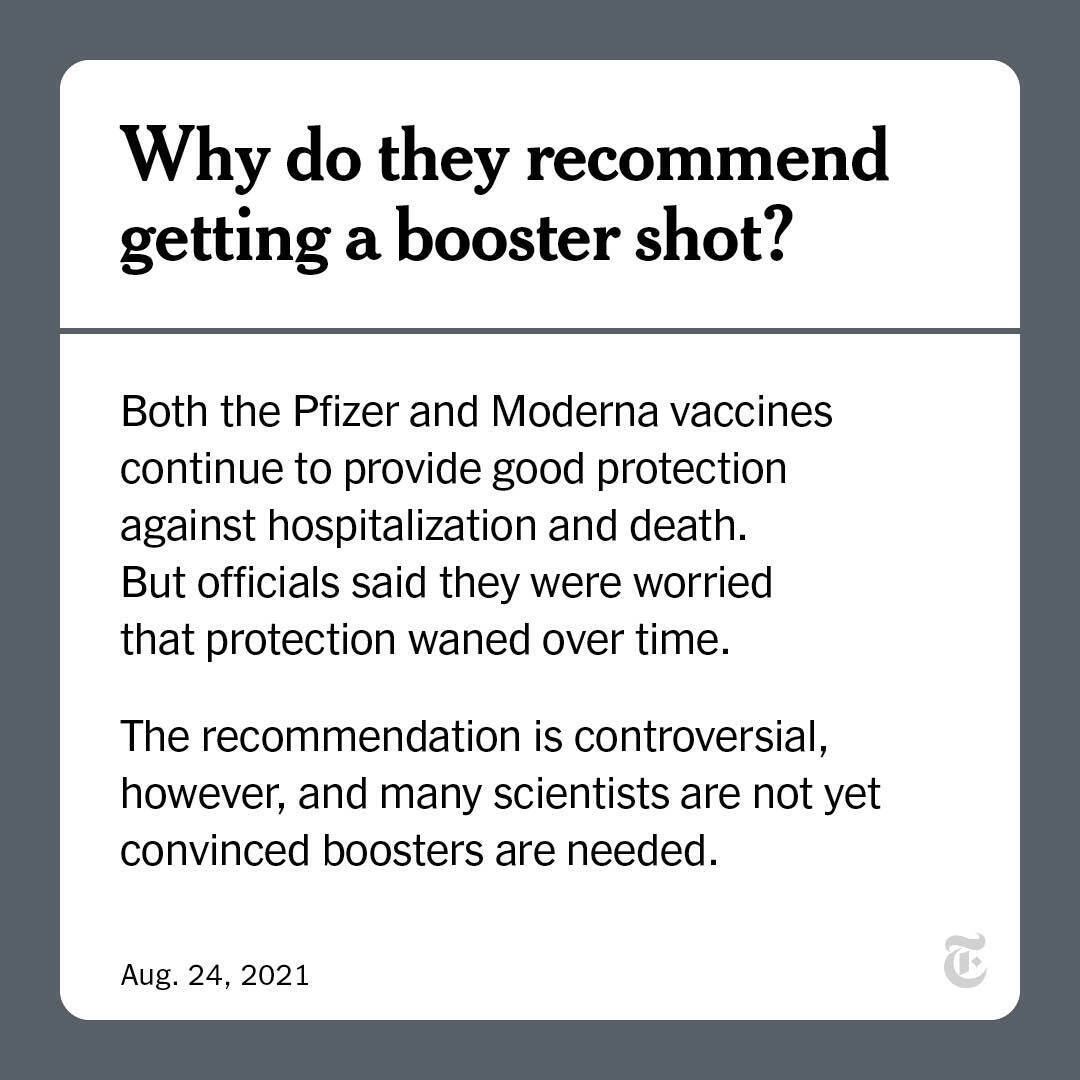 Why do they recommend
getting a booster shot?
Both the Pfizer and Moderna vaccines
continue to provide good protection
against hospitalization and death.
But officials said they were worried
that protection waned over time.
The recommendation is controversial,
however, and many scientists are not yet
convinced boosters are needed.
Aug. 24, 2021
T